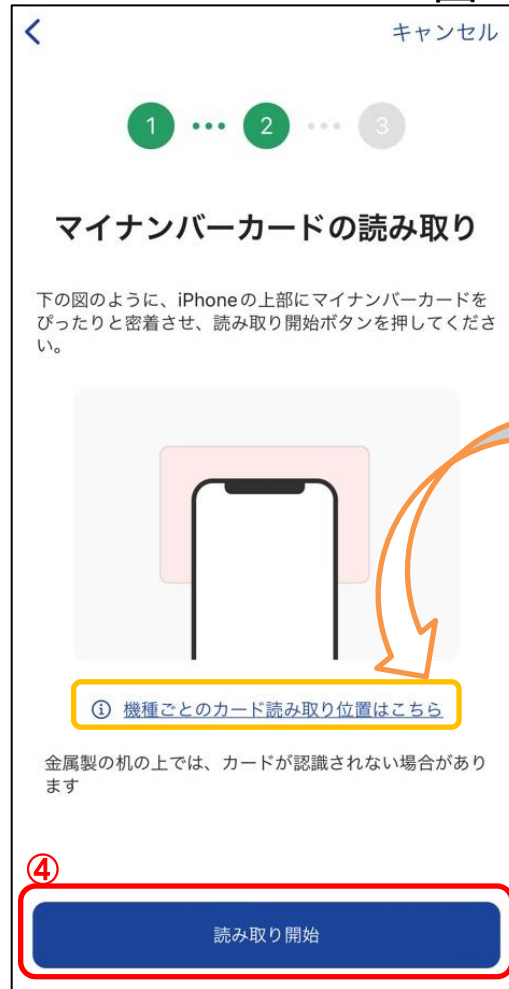 キャンセル
1 ••• 2 ••• 3
マイナンバーカードの読み取り
下の図のように、iPhoneの上部にマイナンバーカードを
ぴったりと密着させ、読み取り開始ボタンを押してくださ
い。
機種ごとのカード読み取り位置はこちら
金属製の机の上では、カードが認識されない場合があり
ます
④
読み取り開始